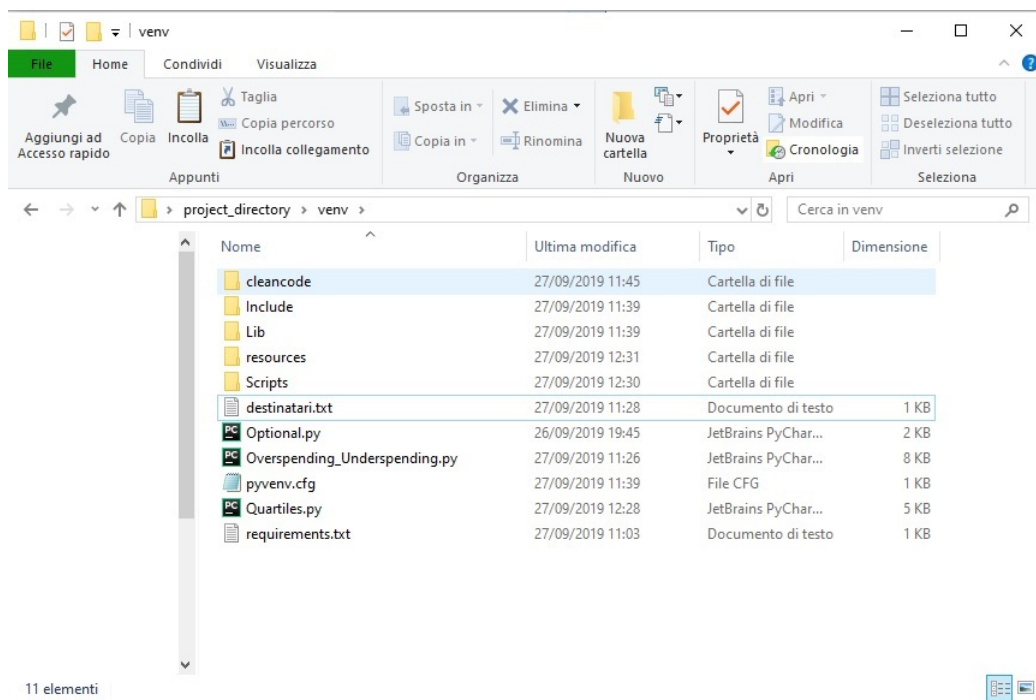 venv
File Home Condividi Visualizza
Aggiungi ad Accesso rapido
Copia
Incolla
Taglia
Copia percorso
Incolla collegamento
Appunti
Sposta in
Copia in
Elimina
Rinomina
Organizza
Nuova cartella
Nuovo
Proprietà
Apri
Modifica
Cronologia
Apri
Seleziona tutto
Deseleziona tutto
Inverti selezione
Seleziona
project_directory > venv >
Cerca in venv
Nome Ultima modifica Tipo Dimensione
cleancode 27/09/2019 11:45 Cartella di file
Include 27/09/2019 11:39 Cartella di file
Lib 27/09/2019 11:39 Cartella di file
resources 27/09/2019 12:31 Cartella di file
Scripts 27/09/2019 12:30 Cartella di file
destinatari.txt 27/09/2019 11:28 Documento di testo 1 KB
PC Optional.py 26/09/2019 19:45 JetBrains PyChar... 2 KB
PC Overspending_Underspending.py 27/09/2019 11:26 JetBrains PyChar... 8 KB
pyvenv.cfg 27/09/2019 11:39 File CFG 1 KB
PC Quartiles.py 27/09/2019 12:28 JetBrains PyChar... 5 KB
requirements.txt 27/09/2019 11:03 Documento di testo 1 KB
11 elementi